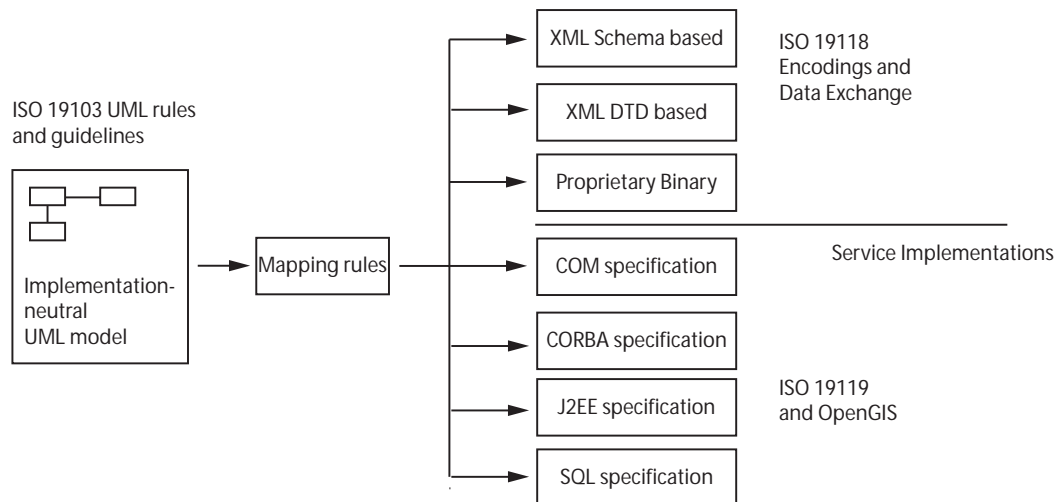 ISO 19103 UML rules
and guidelines
Implementation-
neutral
UML model
Mapping rules
XML Schema based
XML DTD based
Proprietary Binary
ISO 19118
Encodings and
Data Exchange
Service Implementations
COM specification
CORBA specification
J2EE specification
SQL specification
ISO 19119
and OpenGIS